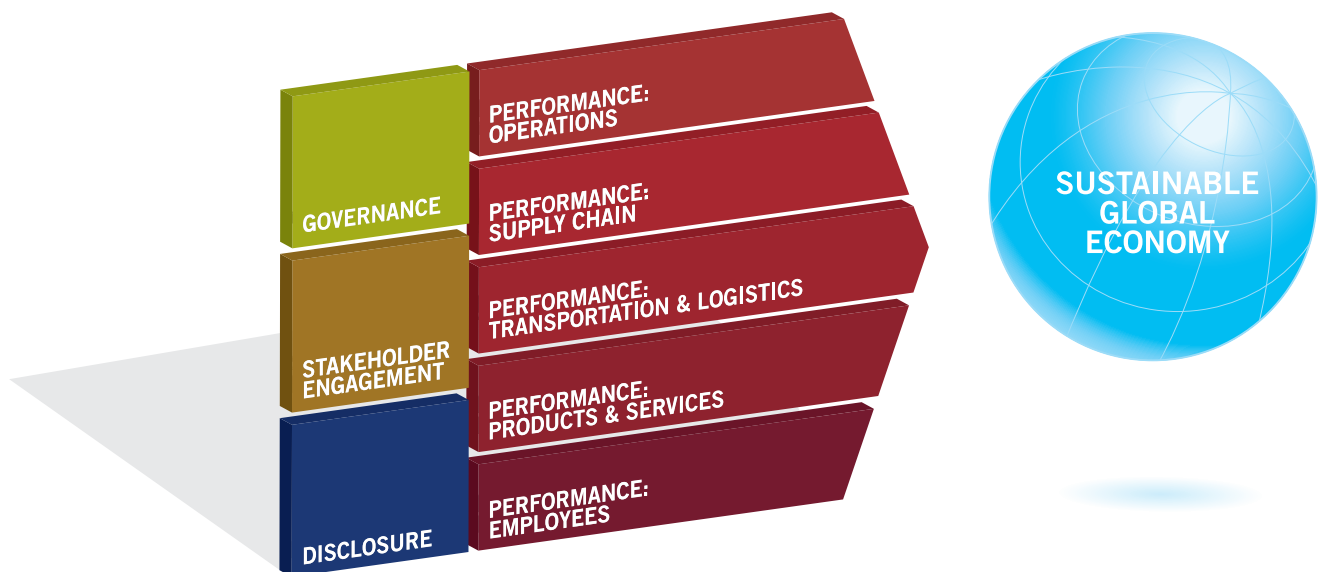 GOVERNANCE
STAKEHOLDER
ENGAGEMENT
DISCLOSURE
PERFORMANCE:
OPERATIONS
PERFORMANCE:
SUPPLY CHAIN
PERFORMANCE:
TRANSPORTATION & LOGISTICS
PERFORMANCE:
PRODUCTS & SERVICES
PERFORMANCE:
EMPLOYEES
SUSTAINABLE
GLOBAL
ECONOMY